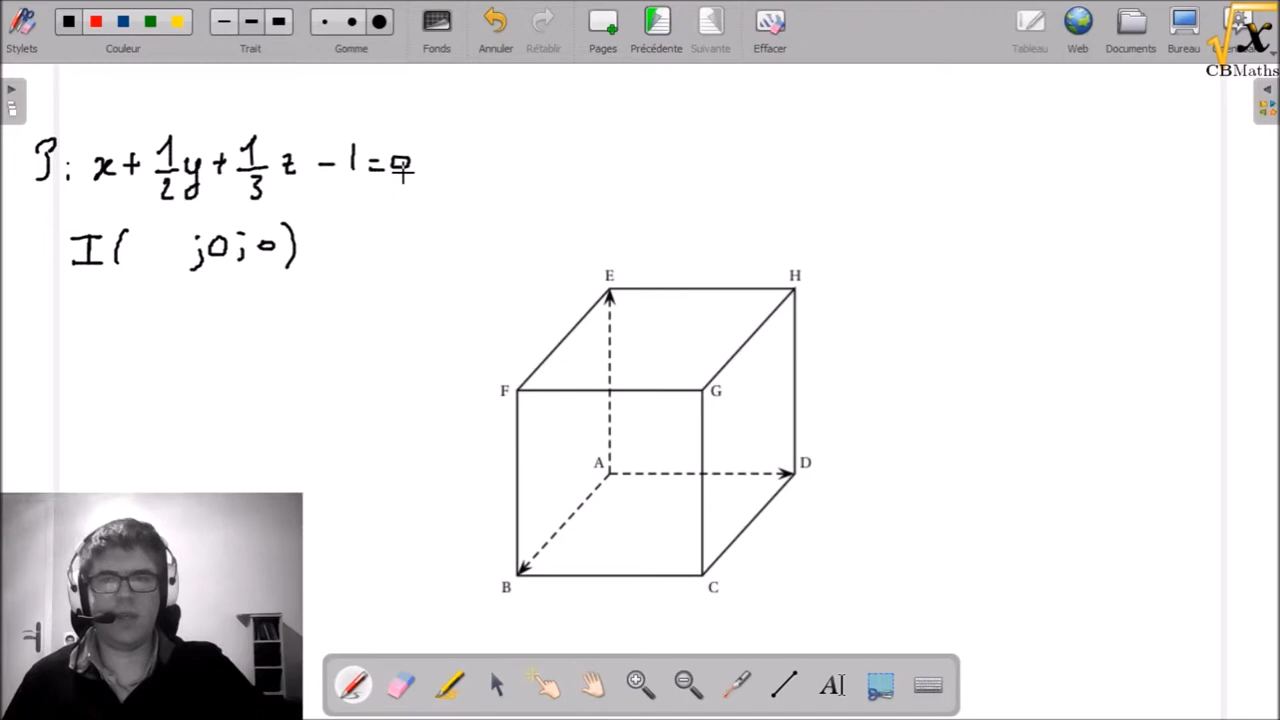 Stylets Couleur Trait Gomme Fonds Annuler Rétablir Pages Précédente Suivante Effacer Tableau Web Documents Bureau
CBMaths
P: x + 1/2 y + 1/3 z - 1 = 0
I( ;0;0)
E H
F G
A D
B C
AI